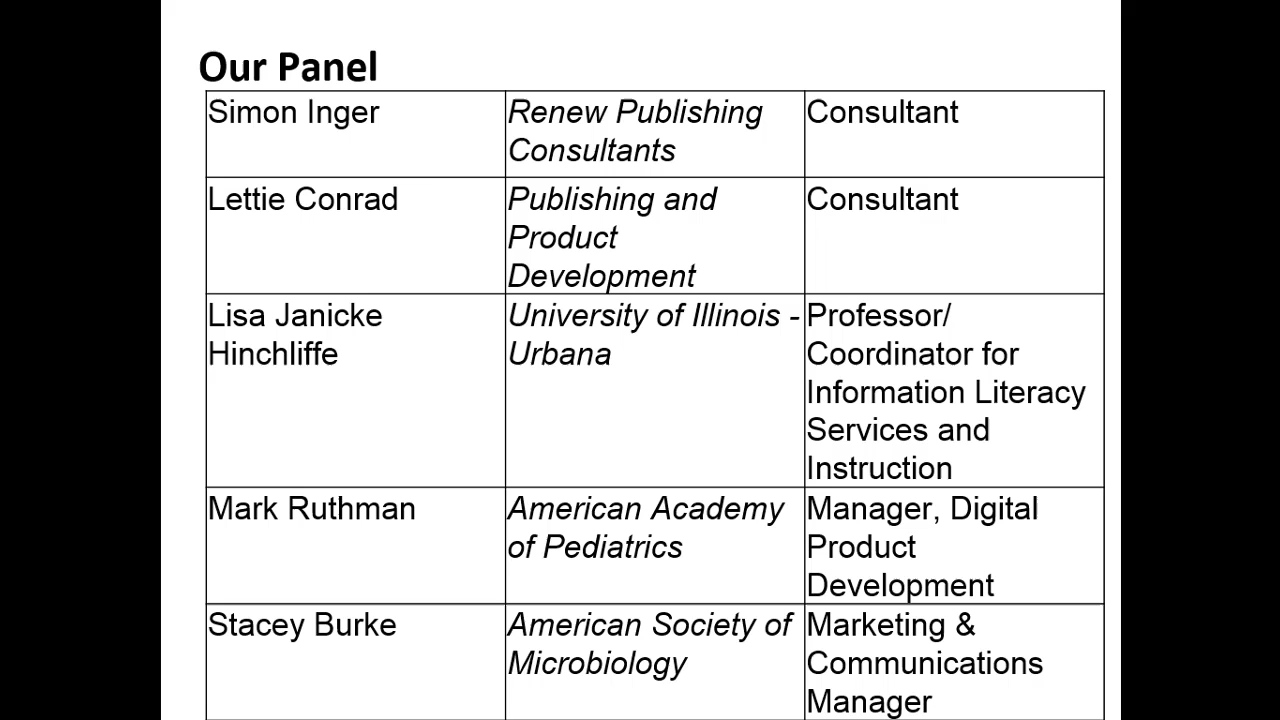 Our Panel
Simon Inger
Renew Publishing
Consultants
Consultant
Lettie Conrad
Publishing and
Product
Development
Consultant
Lisa Janicke
Hinchliffe
University of Illinois -
Urbana
Professor/
Coordinator for
Information Literacy
Services and
Instruction
Mark Ruthman
American Academy
of Pediatrics
Manager, Digital
Product
Development
Stacey Burke
American Society of
Microbiology
Marketing &
Communications
Manager